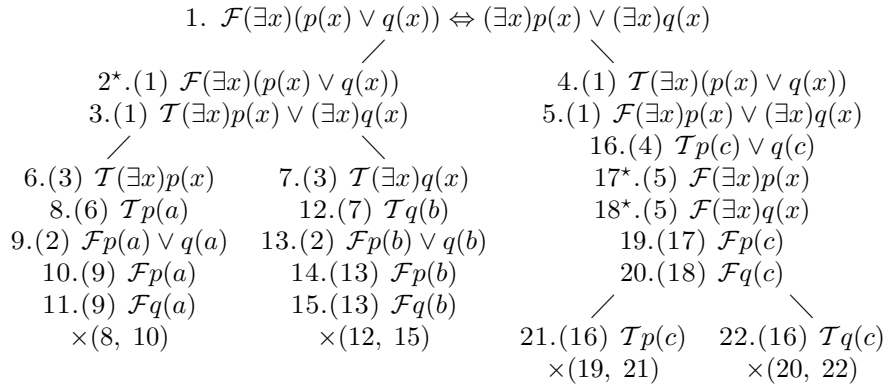 1. ℱ(∃x)(p(x) ∨ q(x)) ⇔ (∃x)p(x) ∨ (∃x)q(x)
2⋆.(1) ℱ(∃x)(p(x) ∨ q(x))
3.(1) 𝒯(∃x)p(x) ∨ (∃x)q(x)
4.(1) 𝒯(∃x)(p(x) ∨ q(x))
5.(1) ℱ(∃x)p(x) ∨ (∃x)q(x)
16.(4) 𝒯p(c) ∨ q(c)
17⋆.(5) ℱ(∃x)p(x)
18⋆.(5) ℱ(∃x)q(x)
19.(17) ℱp(c)
20.(18) ℱq(c)
6.(3) 𝒯(∃x)p(x)
8.(6) 𝒯p(a)
9.(2) ℱp(a) ∨ q(a)
10.(9) ℱp(a)
11.(9) ℱq(a)
×(8, 10)
7.(3) 𝒯(∃x)q(x)
12.(7) 𝒯q(b)
13.(2) ℱp(b) ∨ q(b)
14.(13) ℱp(b)
15.(13) ℱq(b)
×(12, 15)
21.(16) 𝒯p(c)
×(19, 21)
22.(16) 𝒯q(c)
×(20, 22)